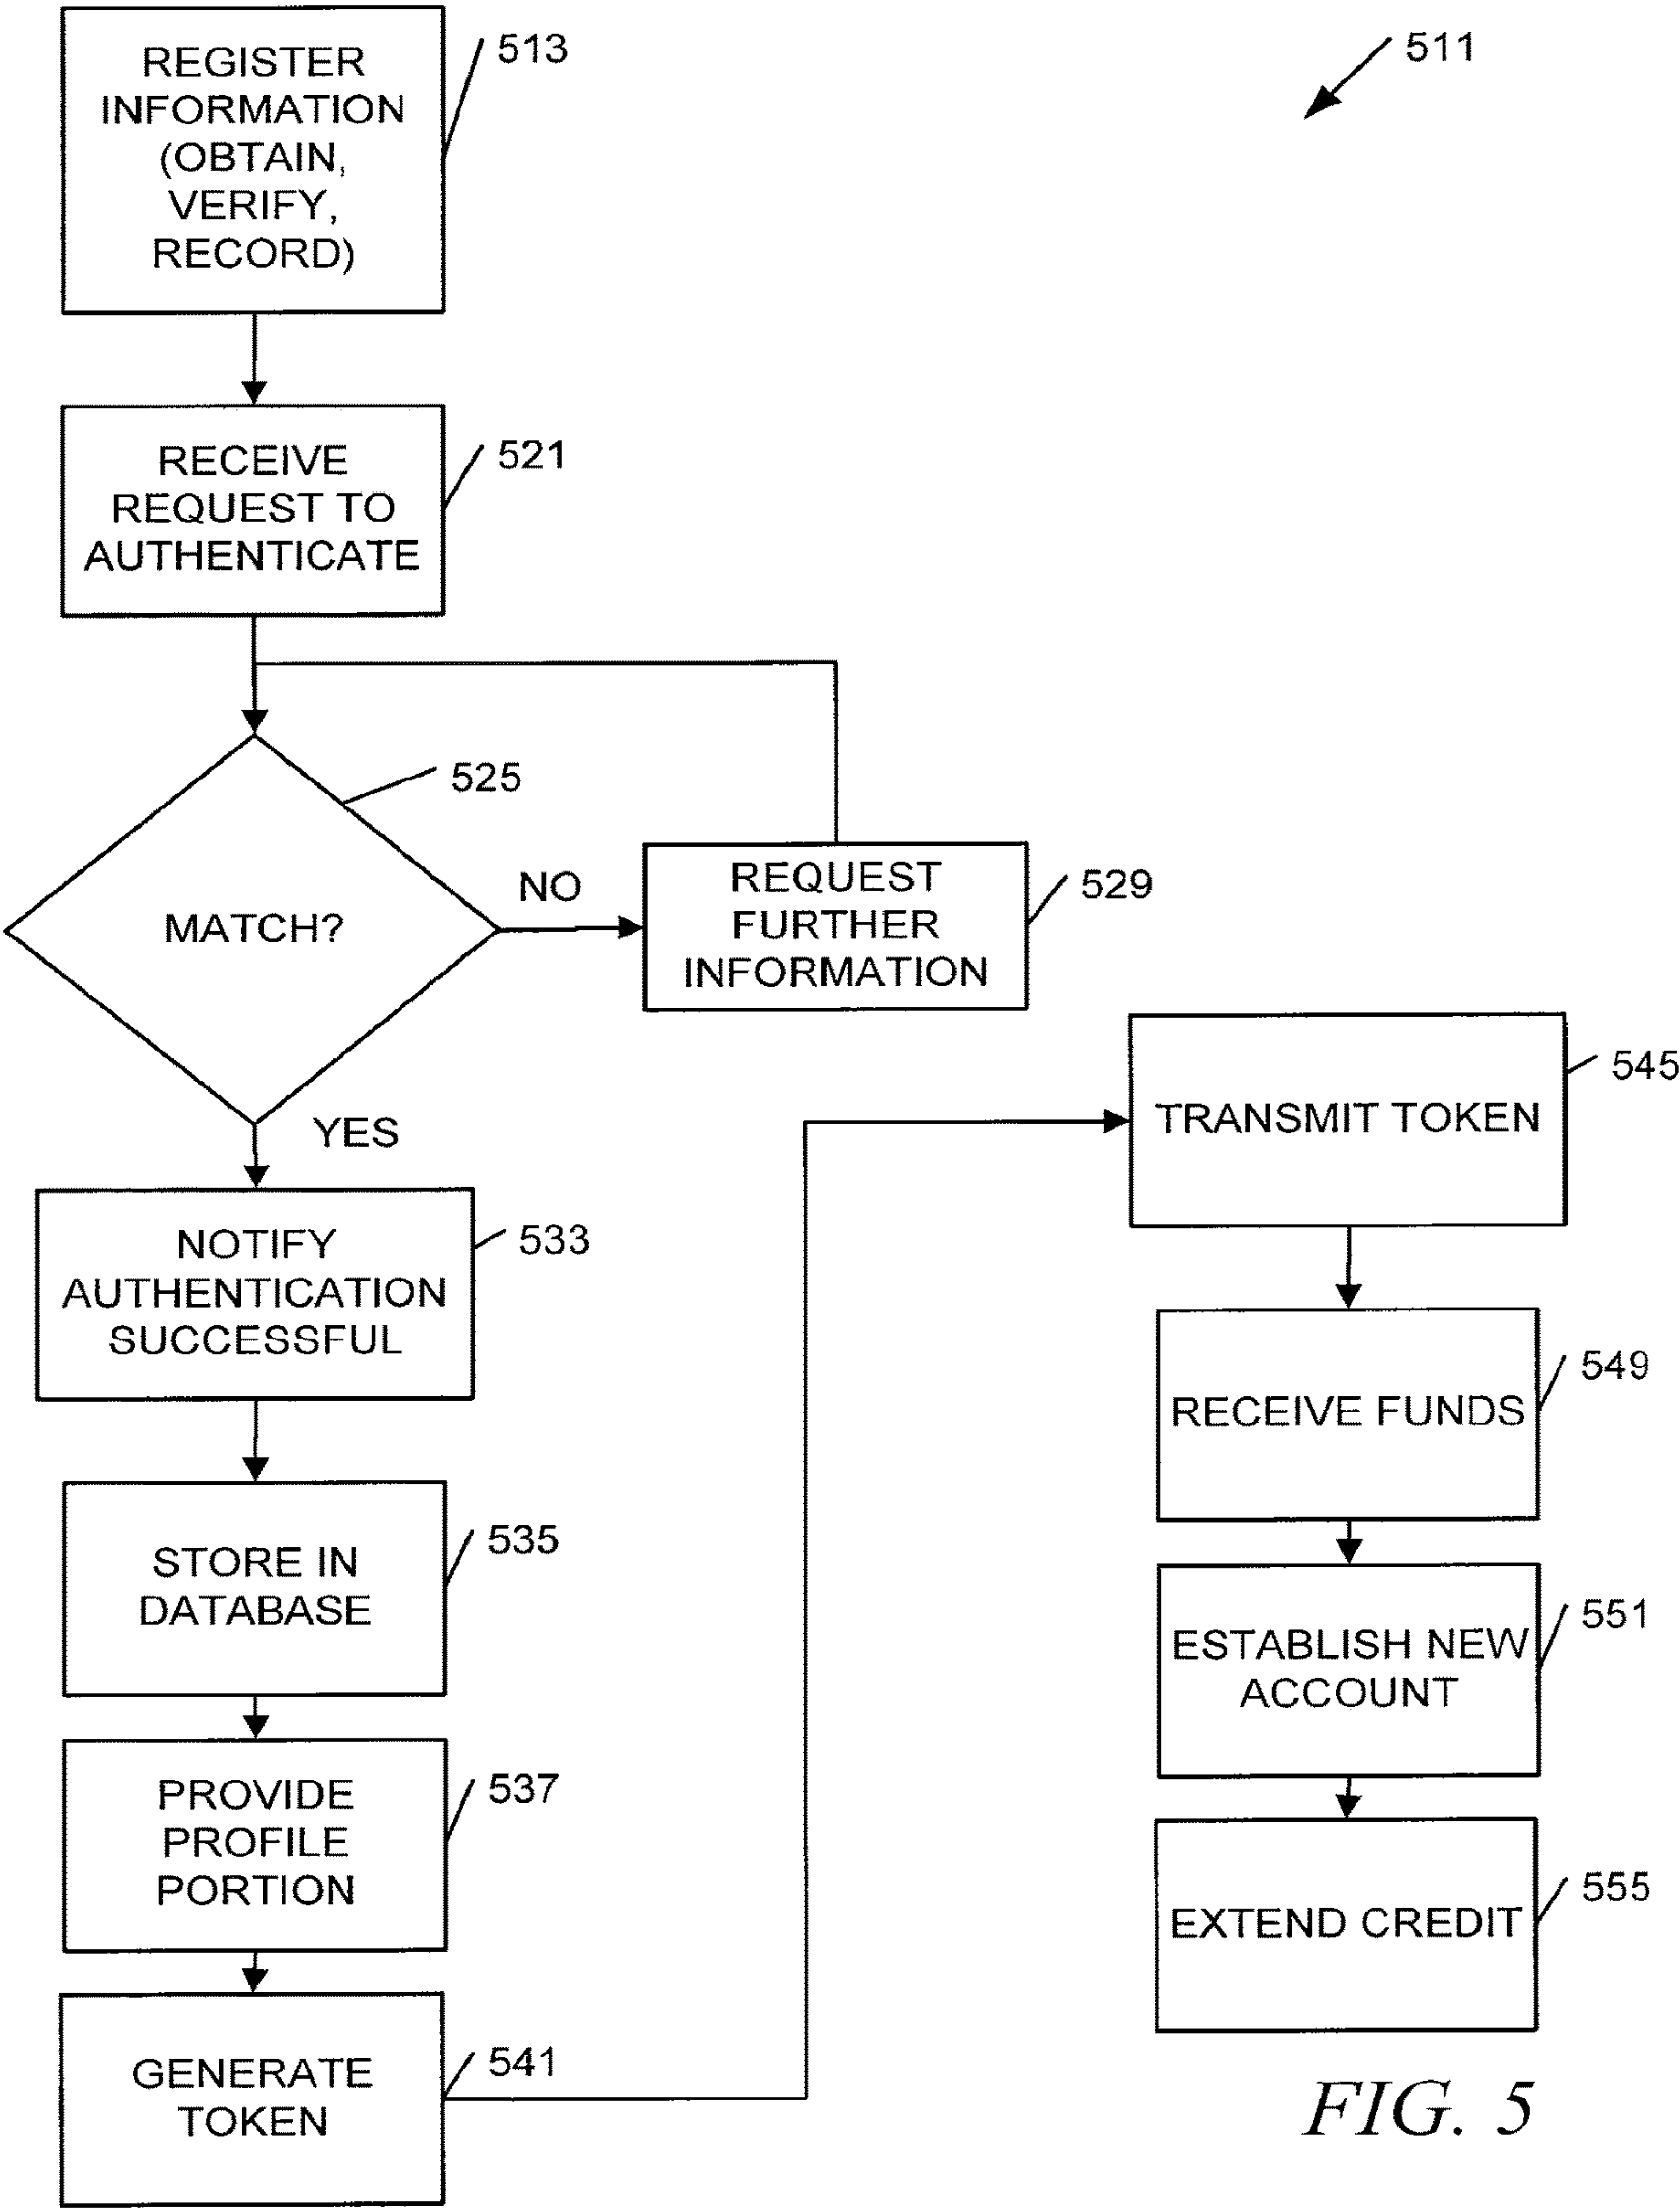 REGISTER
INFORMATION
(OBTAIN,
VERIFY,
RECORD)
513
511
RECEIVE
REQUEST TO
AUTHENTICATE
521
MATCH?
525
NO
REQUEST
FURTHER
INFORMATION
529
YES
NOTIFY
AUTHENTICATION
SUCCESSFUL
533
STORE IN
DATABASE
535
PROVIDE
PROFILE
PORTION
537
GENERATE
TOKEN
541
TRANSMIT TOKEN
545
RECEIVE FUNDS
549
ESTABLISH NEW
ACCOUNT
551
EXTEND CREDIT
555
FIG. 5